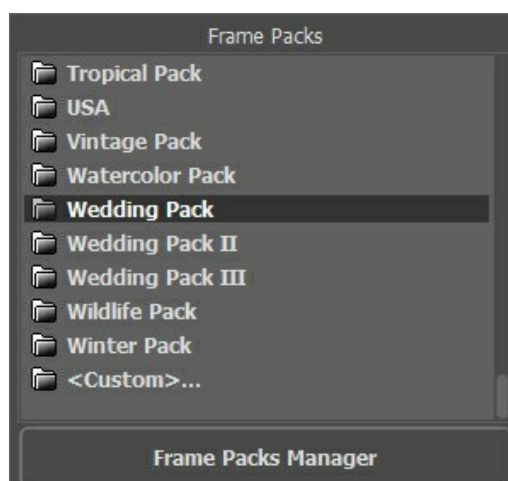 Frame Packs
Tropical Pack
USA
Vintage Pack
Watercolor Pack
Wedding Pack
Wedding Pack II
Wedding Pack III
Wildlife Pack
Winter Pack
<Custom>...
Frame Packs Manager